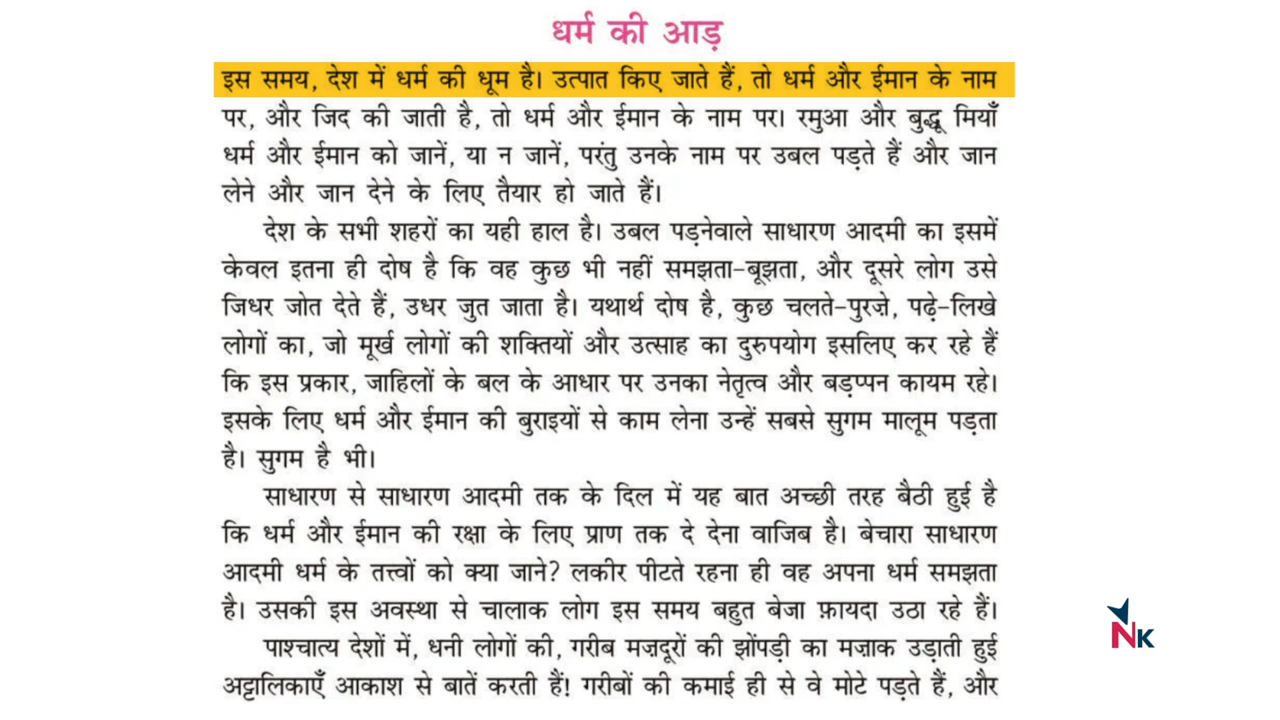 धर्म की आड़
इस समय, देश में धर्म की धूम है। उत्पात किए जाते हैं, तो धर्म और ईमान के नाम
पर, और जिद की जाती है, तो धर्म और ईमान के नाम पर। रमुआ और बुद्धू मियाँ
धर्म और ईमान को जानें, या न जानें, परंतु उनके नाम पर उबल पड़ते हैं और जान
लेने और जान देने के लिए तैयार हो जाते हैं।
देश के सभी शहरों का यही हाल है। उबल पड़नेवाले साधारण आदमी का इसमें
केवल इतना ही दोष है कि वह कुछ भी नहीं समझता-बूझता, और दूसरे लोग उसे
जिधर जोत देते हैं, उधर जुत जाता है। यथार्थ दोष है, कुछ चलते-पुरज़े, पढ़े-लिखे
लोगों का, जो मूर्ख लोगों की शक्तियों और उत्साह का दुरुपयोग इसलिए कर रहे हैं
कि इस प्रकार, जाहिलों के बल के आधार पर उनका नेतृत्व और बड़प्पन कायम रहे।
इसके लिए धर्म और ईमान की बुराइयों से काम लेना उन्हें सबसे सुगम मालूम पड़ता
है। सुगम है भी।
साधारण से साधारण आदमी तक के दिल में यह बात अच्छी तरह बैठी हुई है
कि धर्म और ईमान की रक्षा के लिए प्राण तक दे देना वाजिब है। बेचारा साधारण
आदमी धर्म के तत्त्वों को क्या जाने? लकीर पीटते रहना ही वह अपना धर्म समझता
है। उसकी इस अवस्था से चालाक लोग इस समय बहुत बेजा फ़ायदा उठा रहे हैं।
पाश्चात्य देशों में, धनी लोगों की, गरीब मज़दूरों की झोंपड़ी का मज़ाक उड़ाती हुई
अट्टालिकाएँ आकाश से बातें करती हैं! गरीबों की कमाई ही से वे मोटे पड़ते हैं, और
NK